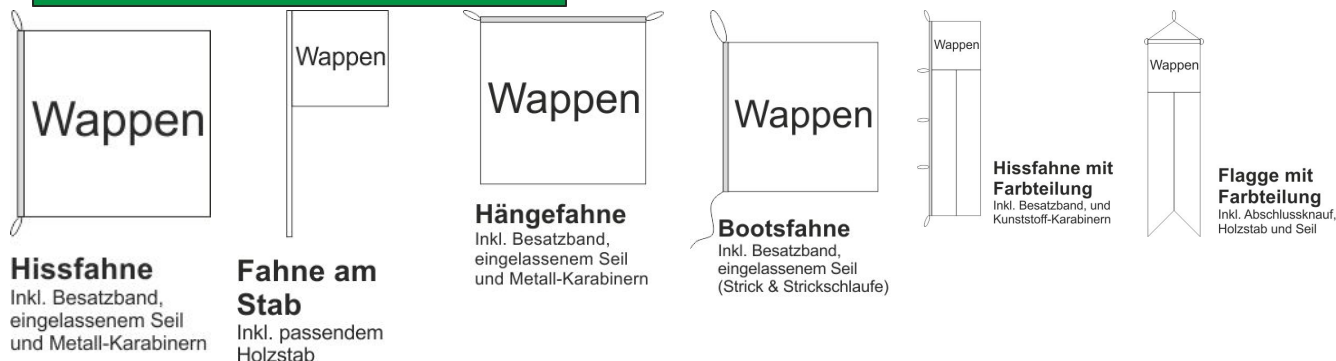 Wappen
Hissfahne
Inkl. Besatzband,
eingelassenem Seil
und Metall-Karabinern
Wappen
Fahne am
Stab
Inkl. passendem
Holzstab
Wappen
Hängefahne
Inkl. Besatzband,
eingelassenem Seil
und Metall-Karabinern
Wappen
Bootsfahne
Inkl. Besatzband,
eingelassenem Seil
(Strick & Strickschlaufe)
Wappen
Hissfahne mit
Farbteilung
Inkl. Besatzband, und
Kunststoff-Karabinern
Wappen
Flagge mit
Farbteilung
Inkl. Abschlussknauf,
Holzstab und Seil